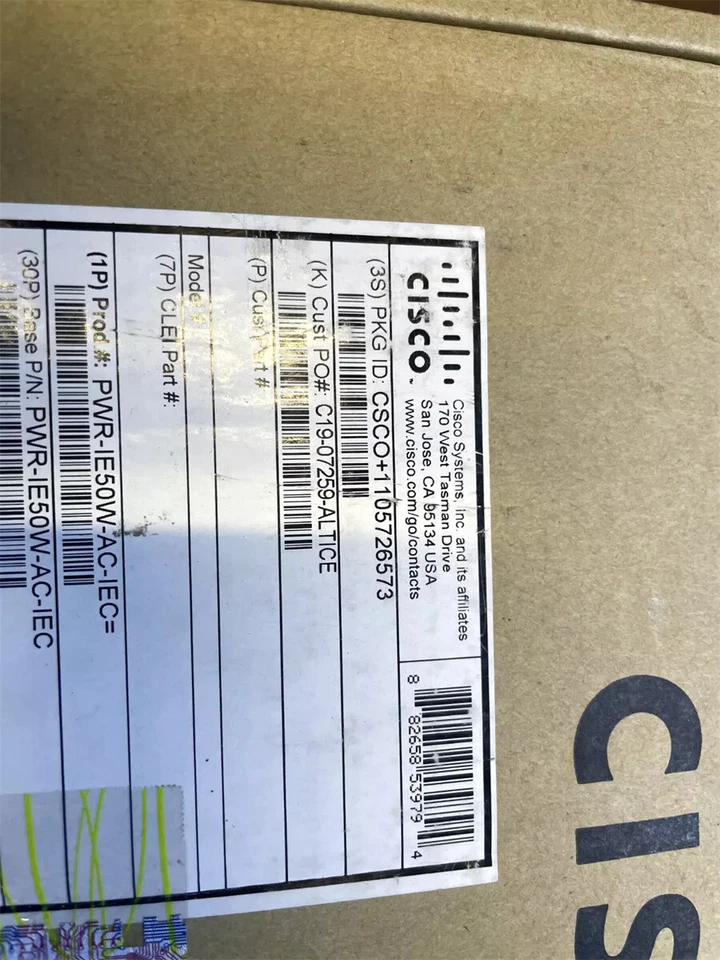 CISCO™
Cisco Systems, Inc. and its affiliates
170 West Tasman Drive
San Jose, CA 95134 USA
www.cisco.com/go/contacts
8 82658 53979 4
(3S) PKG ID: CSCO+1105726573
(K) Cust PO#: C19-07259-ALTICE
(P) Cust Part #
Model #
(7P) CLEI Part #:
(1P) Prod #: PWR-IE50W-AC-IEC=
(30P) Base P/N: PWR-IE50W-AC-IEC
CIS